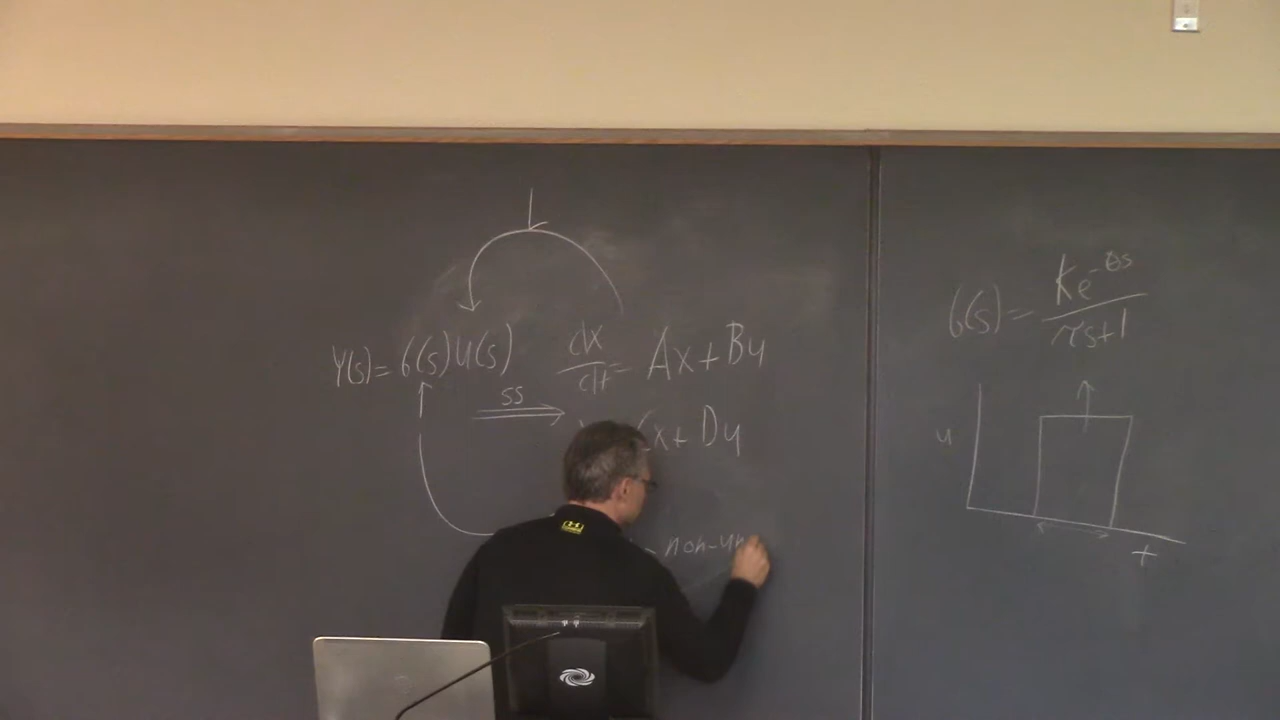 Y(s) = G(s)U(s)
ss
dx/dt = Ax + Bu
Cx + Du
non-un
G(s) = Ke^-θs / τs+1
u
t